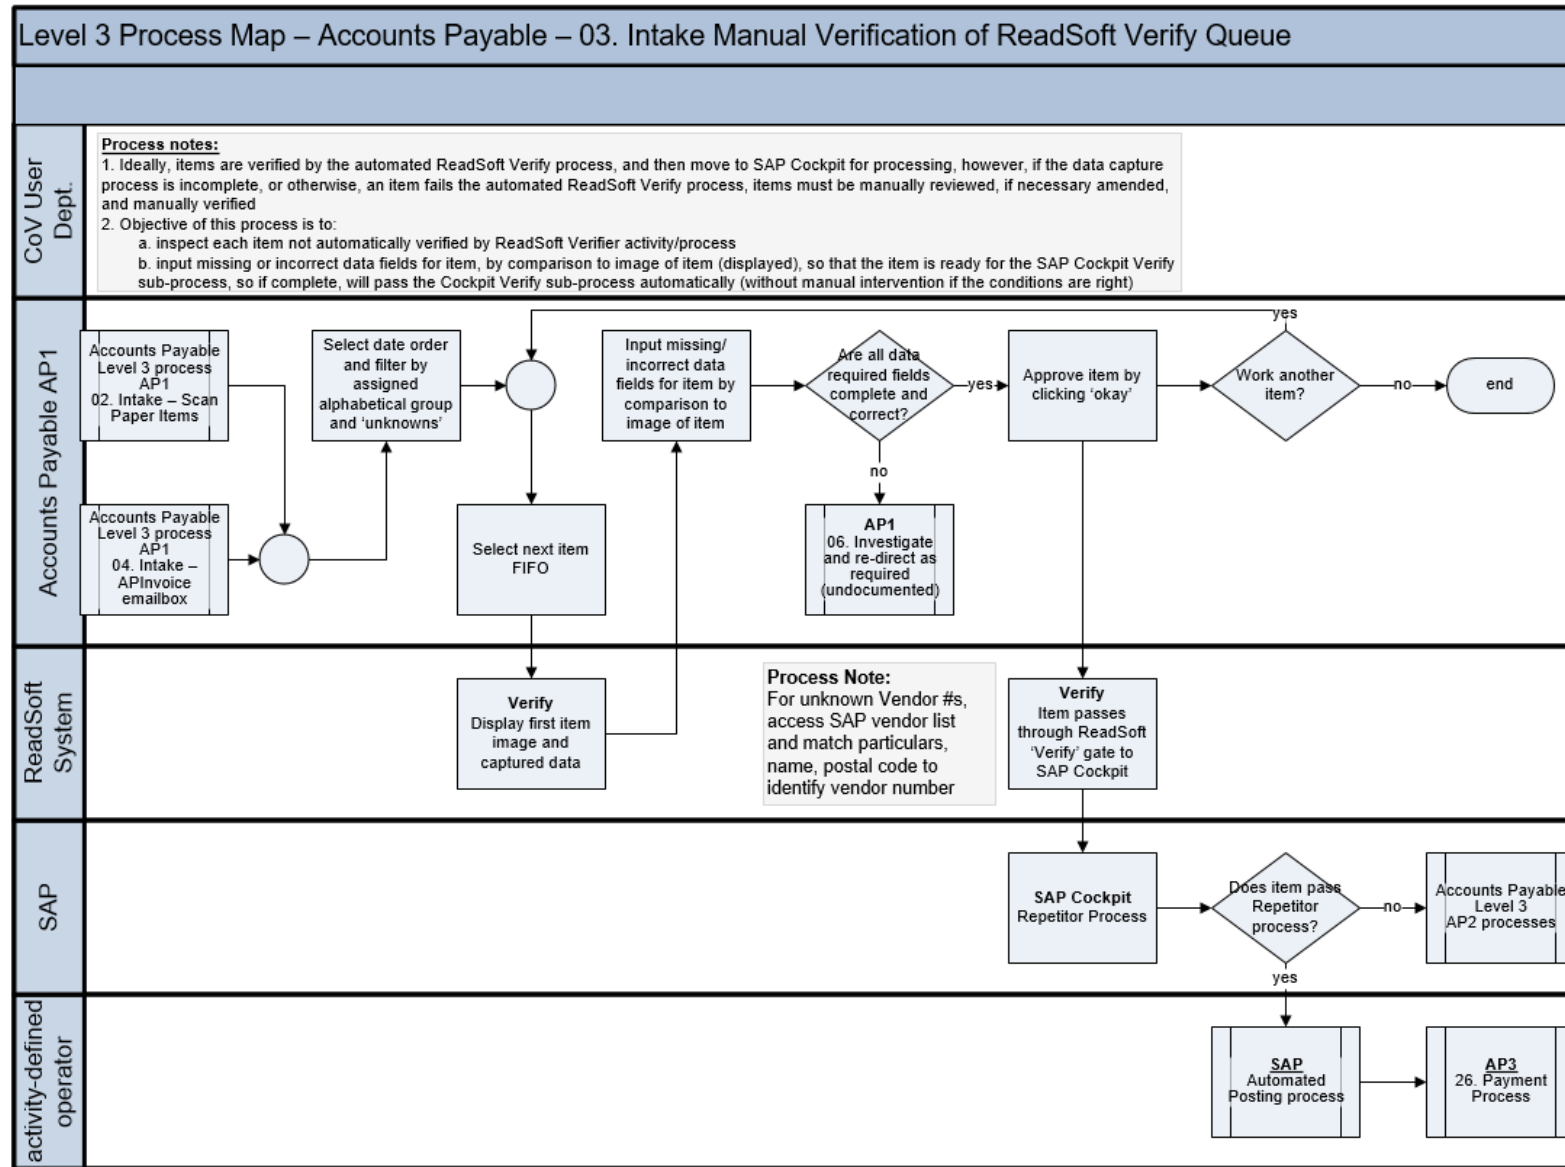 Level 3 Process Map – Accounts Payable – 03. Intake Manual Verification of ReadSoft Verify Queue
CoV User
Dept.
Process notes:
1. Ideally, items are verified by the automated ReadSoft Verify process, and then move to SAP Cockpit for processing, however, if the data capture
process is incomplete, or otherwise, an item fails the automated ReadSoft Verify process, items must be manually reviewed, if necessary amended,
and manually verified
2. Objective of this process is to:
a. inspect each item not automatically verified by ReadSoft Verifier activity/process
b. input missing or incorrect data fields for item, by comparison to image of item (displayed), so that the item is ready for the SAP Cockpit Verify
sub-process, so if complete, will pass the Cockpit Verify sub-process automatically (without manual intervention if the conditions are right)
Accounts Payable AP1
Accounts Payable
Level 3 process
AP1
02. Intake – Scan
Paper Items
Select date order
and filter by
assigned
alphabetical group
and ‘unknowns’
Input missing/
incorrect data
fields for item by
comparison to
image of item
Are all data
required fields
complete and
correct?
yes
Approve item by
clicking ‘okay’
yes
Work another
item?
no
end
no
Accounts Payable
Level 3 process
AP1
04. Intake –
APInvoice
emailbox
Select next item
FIFO
AP1
06. Investigate
and re-direct as
required
(undocumented)
ReadSoft
System
Verify
Display first item
image and
captured data
Process Note:
For unknown Vendor #s,
access SAP vendor list
and match particulars,
name, postal code to
identify vendor number
Verify
Item passes
through ReadSoft
‘Verify’ gate to
SAP Cockpit
SAP
SAP Cockpit
Repetitor Process
Does item pass
Repetitor
process?
no
Accounts Payable
Level 3
AP2 processes
yes
activity-defined
operator
SAP
Automated
Posting process
AP3
26. Payment
Process